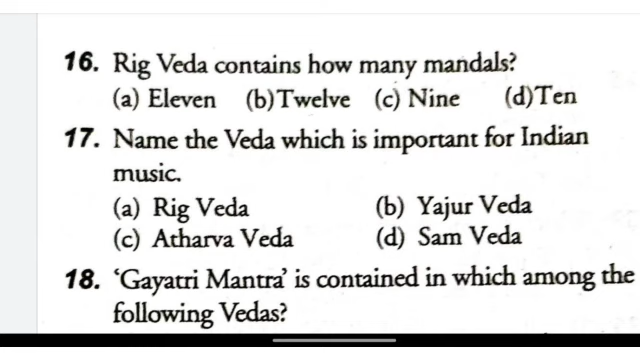 16. Rig Veda contains how many mandals?
(a) Eleven (b)Twelve (c) Nine (d)Ten
17. Name the Veda which is important for Indian
music.
(a) Rig Veda (b) Yajur Veda
(c) Atharva Veda (d) Sam Veda
18. ‘Gayatri Mantra’ is contained in which among the
following Vedas?